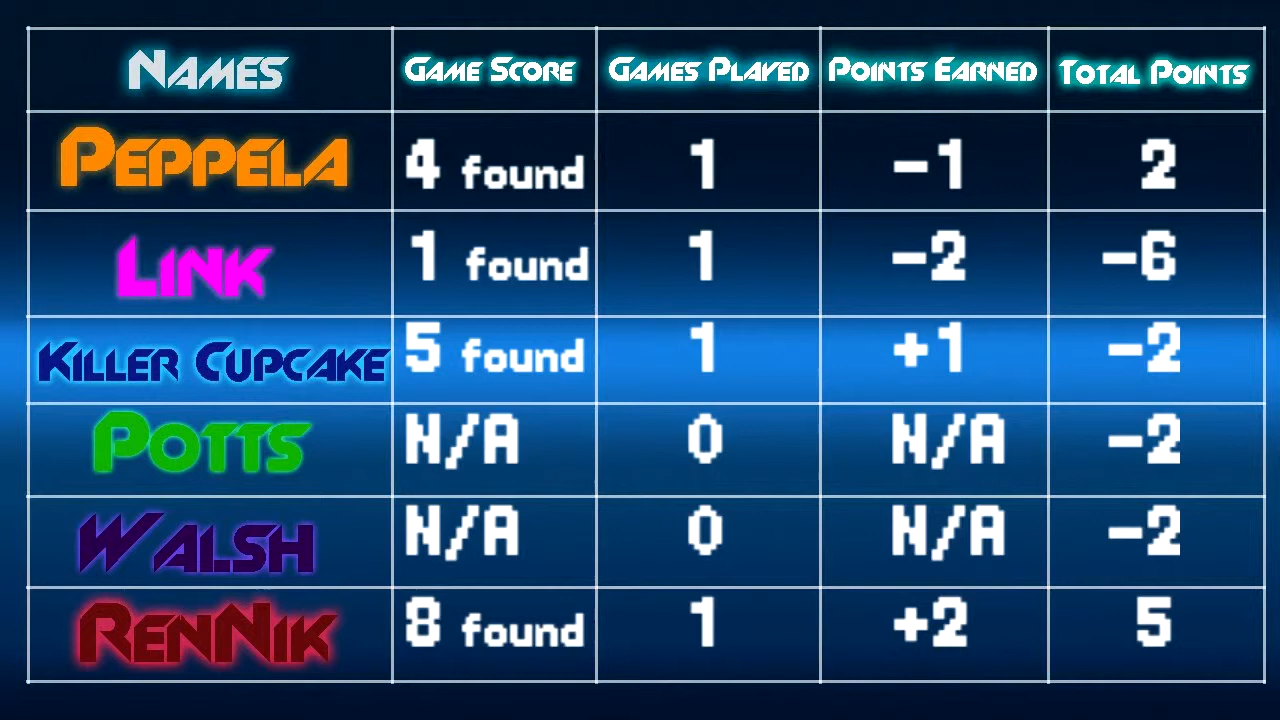 Names Game Score Games Played Points Earned Total Points
Peppela 4 found 1 -1 2
Link 1 found 1 -2 -6
Killer Cupcake 5 found 1 +1 -2
Potts N/A 0 N/A -2
Walsh N/A 0 N/A -2
RenNik 8 found 1 +2 5